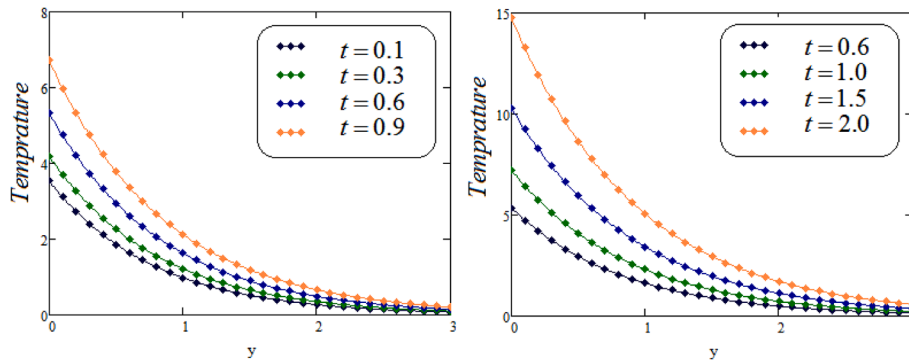 8
6
4
2
0
Temprature
t = 0.1
t = 0.3
t = 0.6
t = 0.9
0
1
2
3
y
15
10
5
0
Temprature
t = 0.6
t = 1.0
t = 1.5
t = 2.0
0
1
2
y